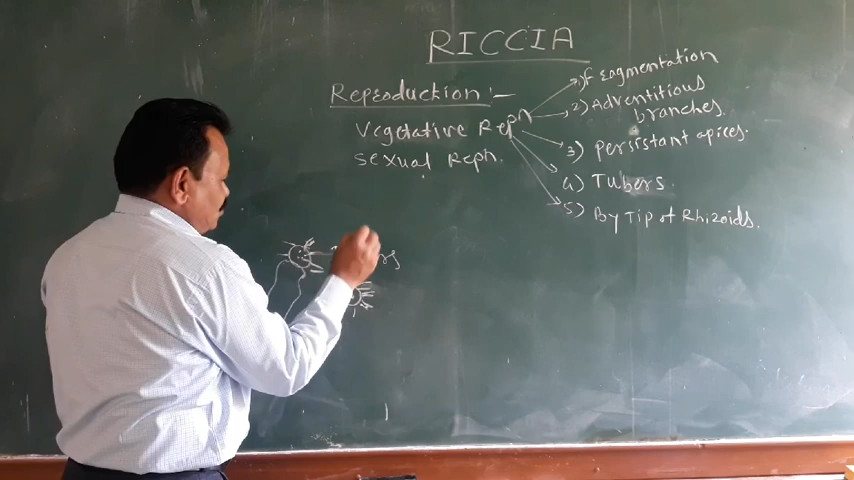 RICCIA
Reproduction :-
Vegetative Repn
Sexual Repn.
1) Fragmentation
2) Adventitious
branches.
3) Persistant apices.
4) Tubers.
5) By Tip of Rhizoids.